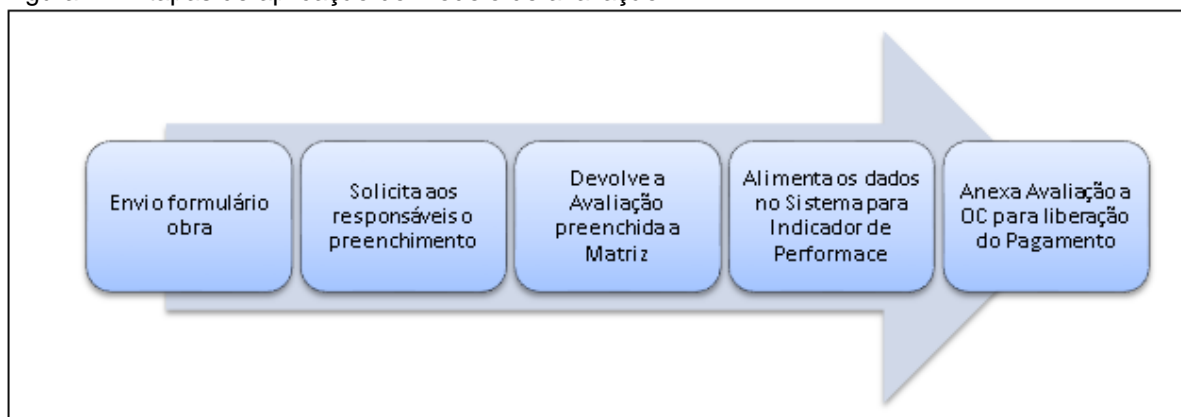 Envio formulário
obra
Solicita aos
responsáveis o
preenchimento
Devolve a
Avaliação
preenchida a
Matriz
Alimenta os dados
no Sistema para
Indicador de
Performace
Anexa Avaliação a
OC para liberação
do Pagamento